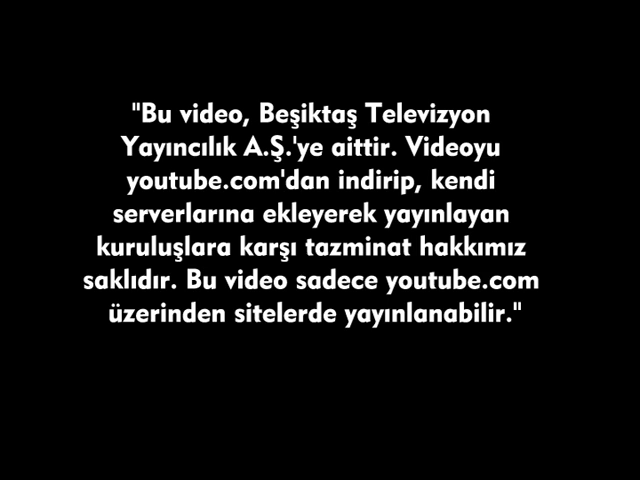 "Bu video, Beşiktaş Televizyon
Yayıncılık A.Ş.'ye aittir. Videoyu
youtube.com'dan indirip, kendi
serverlarına ekleyerek yayınlayan
kuruluşlara karşı tazminat hakkımız
saklıdır. Bu video sadece youtube.com
üzerinden sitelerde yayınlanabilir."